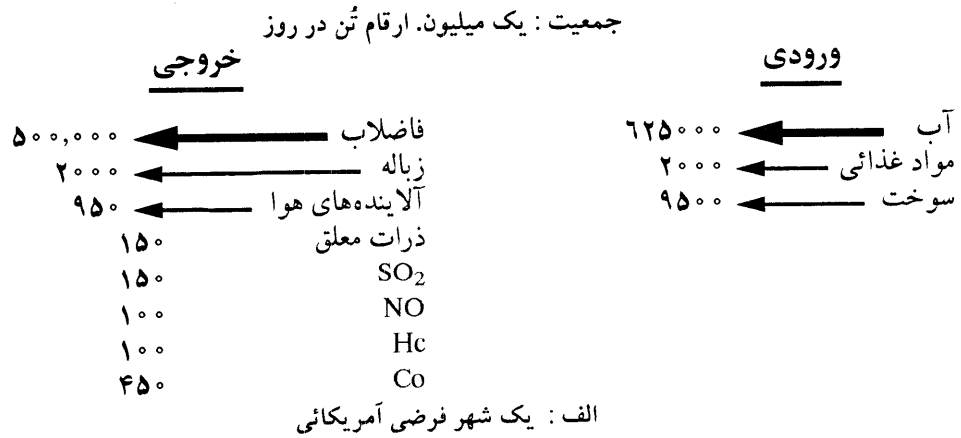 جمعیت : یک میلیون. ارقام تُن در روز
ورودی
آب ۶۲۵۰۰۰
مواد غذائی ۲۰۰۰
سوخت ۹۵۰۰
خروجی
فاضلاب ۵۰۰,۰۰۰
زباله ۲۰۰۰
آلاینده‌های هوا ۹۵۰
ذرات معلق ۱۵۰
SO₂ ۱۵۰
NO ۱۰۰
Hc ۱۰۰
Co ۴۵۰
الف : یک شهر فرضی آمریکائی